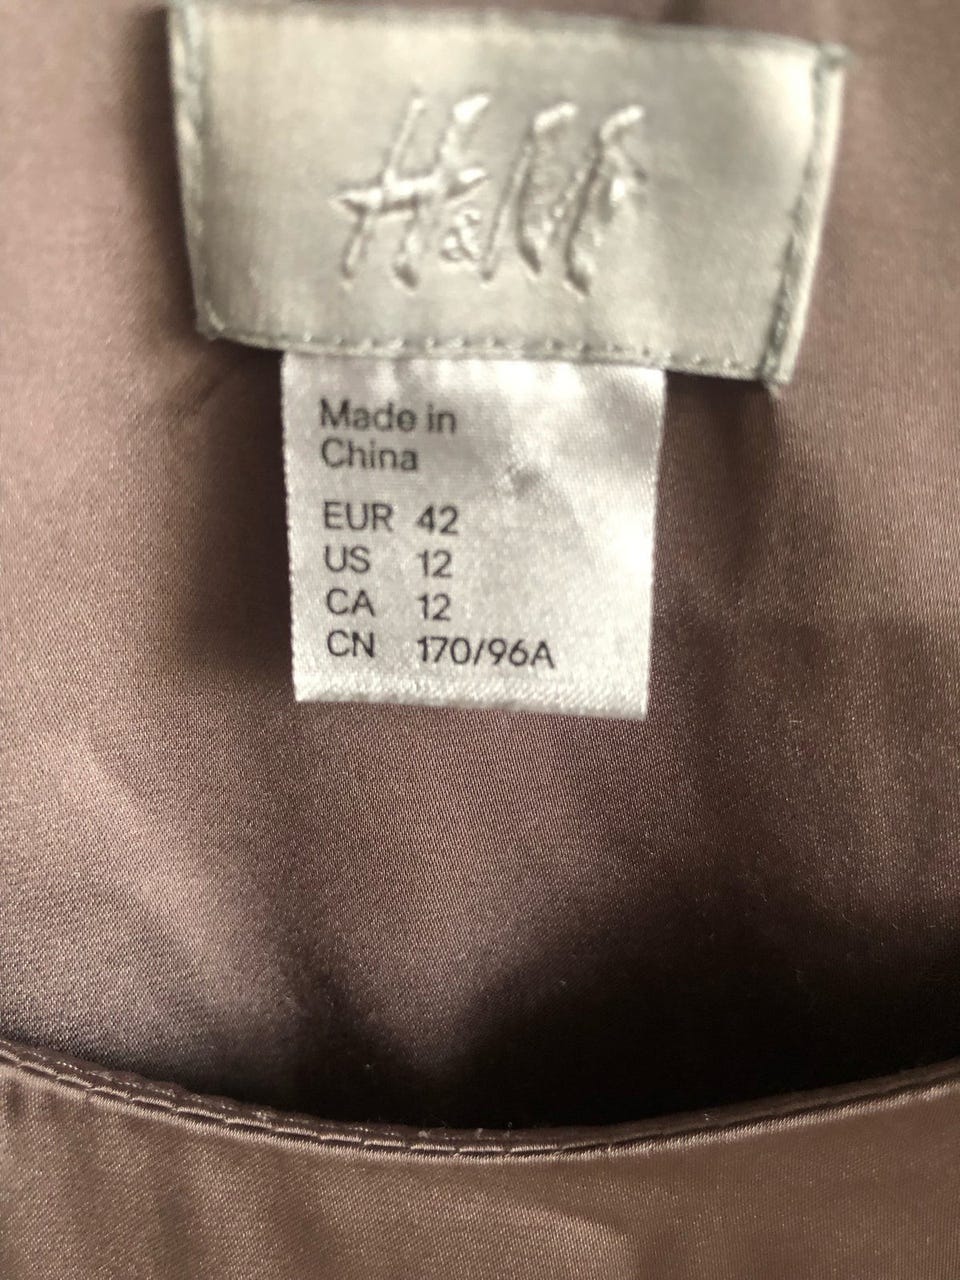 H&M
Made in
China
EUR 42
US 12
CA 12
CN 170/96A